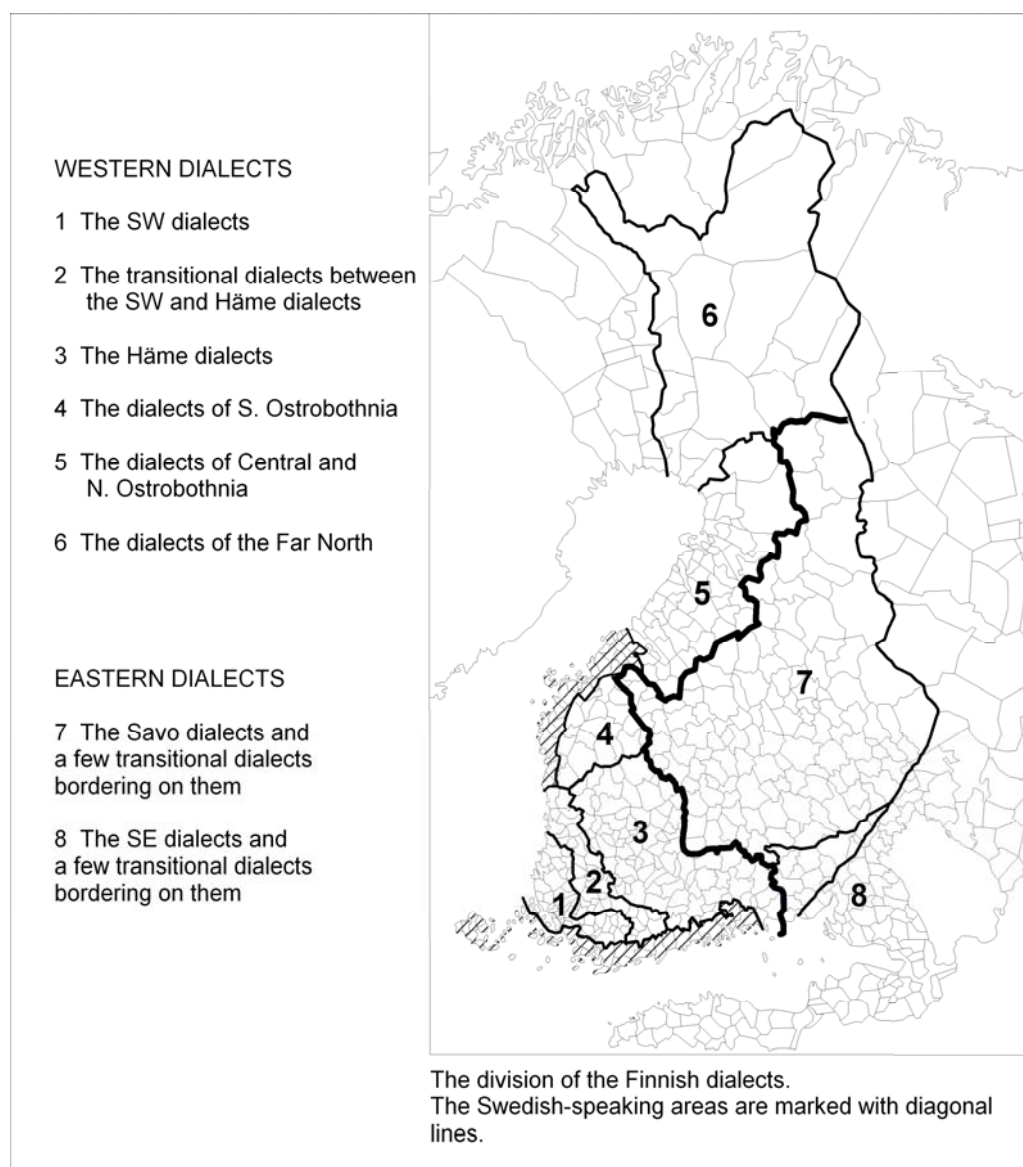 WESTERN DIALECTS
1 The SW dialects
2 The transitional dialects between
the SW and Häme dialects
3 The Häme dialects
4 The dialects of S. Ostrobothnia
5 The dialects of Central and
N. Ostrobothnia
6 The dialects of the Far North
EASTERN DIALECTS
7 The Savo dialects and
a few transitional dialects
bordering on them
8 The SE dialects and
a few transitional dialects
bordering on them
6
5
7
4
3
2
1
8
The division of the Finnish dialects.
The Swedish-speaking areas are marked with diagonal
lines.